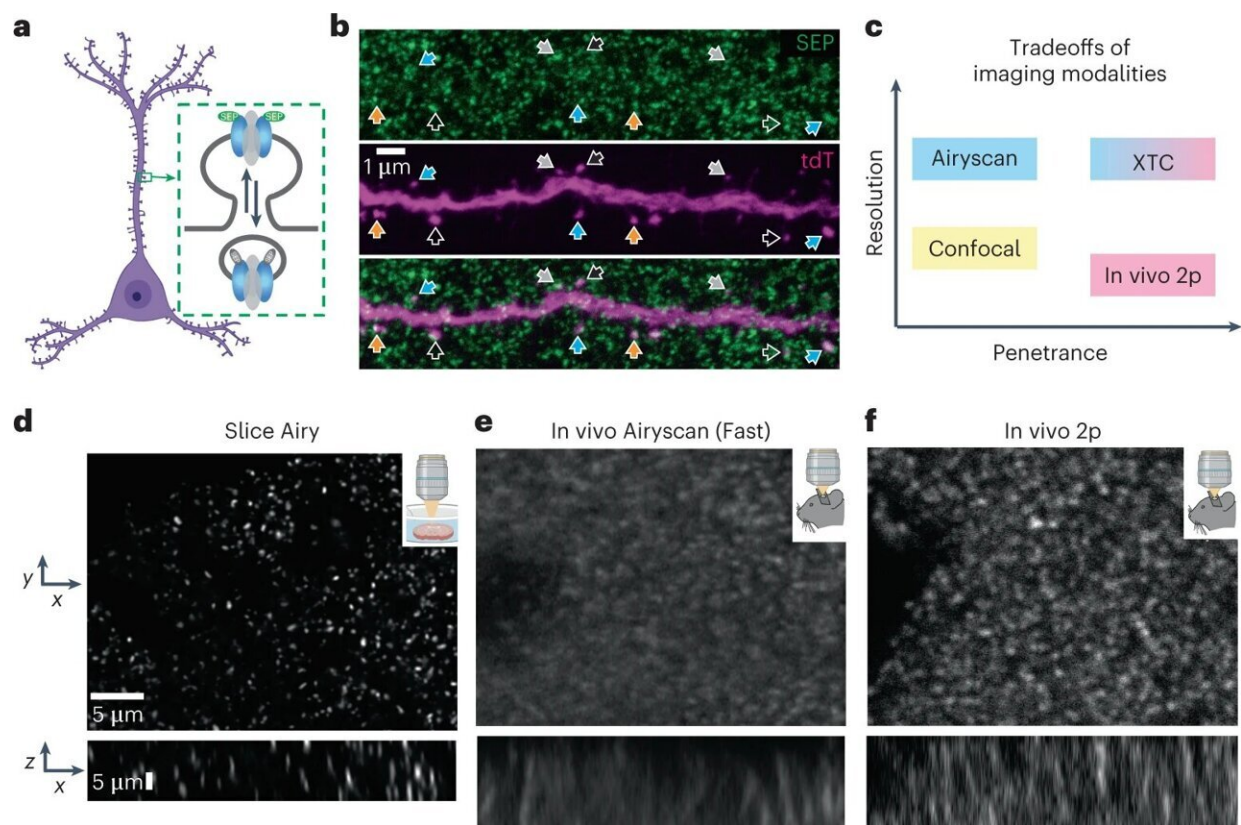 a
SEP SEP
b
SEP
1 μm
tdT
c
Tradeoffs of
imaging modalities
Resolution
Airyscan
XTC
Confocal
In vivo 2p
Penetrance
d
Slice Airy
y
x
5 μm
z
x
5 μm
e
In vivo Airyscan (Fast)
f
In vivo 2p